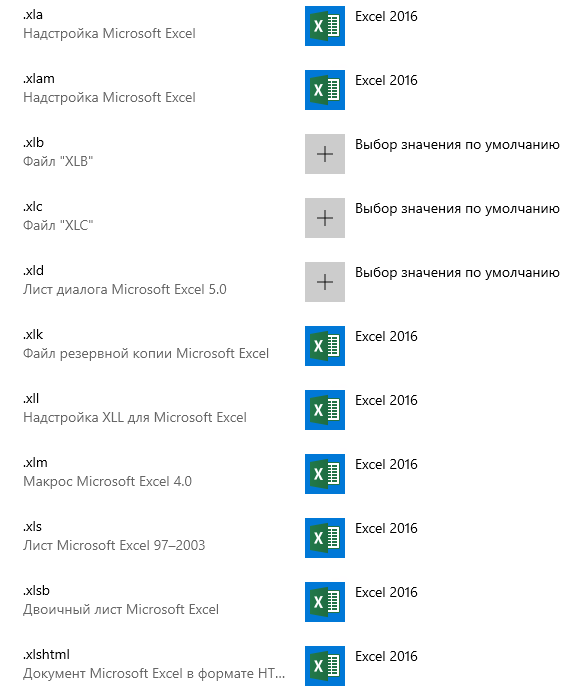 .xla
Надстройка Microsoft Excel
Excel 2016
.xlam
Надстройка Microsoft Excel
Excel 2016
.xlb
Файл "XLB"
Выбор значения по умолчанию
.xlc
Файл "XLC"
Выбор значения по умолчанию
.xld
Лист диалога Microsoft Excel 5.0
Выбор значения по умолчанию
.xlk
Файл резервной копии Microsoft Excel
Excel 2016
.xll
Надстройка XLL для Microsoft Excel
Excel 2016
.xlm
Макрос Microsoft Excel 4.0
Excel 2016
.xls
Лист Microsoft Excel 97–2003
Excel 2016
.xlsb
Двоичный лист Microsoft Excel
Excel 2016
.xlshtml
Документ Microsoft Excel в формате HT...
Excel 2016